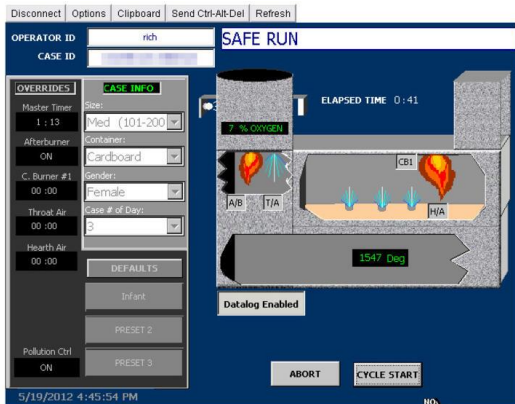 Disconnect Options Clipboard Send Ctrl-Alt-Del Refresh
OPERATOR ID rich SAFE RUN
CASE ID
OVERRIDES CASE INFO
Master Timer
1 : 13
Afterburner
ON
C. Burner #1
00 :00
Throat Air
00 :00
Hearth Air
00 :00
Pollution Ctrl
ON
Size:
Med (101-200
Container:
Cardboard
Gender:
Female
Case # of Day:
3
DEFAULTS
Infant
PRESET 2
PRESET 3
ELAPSED TIME 0:41
7 % OXYGEN
CB1
A/B T/A H/A
1547 Deg
Datalog Enabled
ABORT CYCLE START
5/19/2012 4:45:54 PM